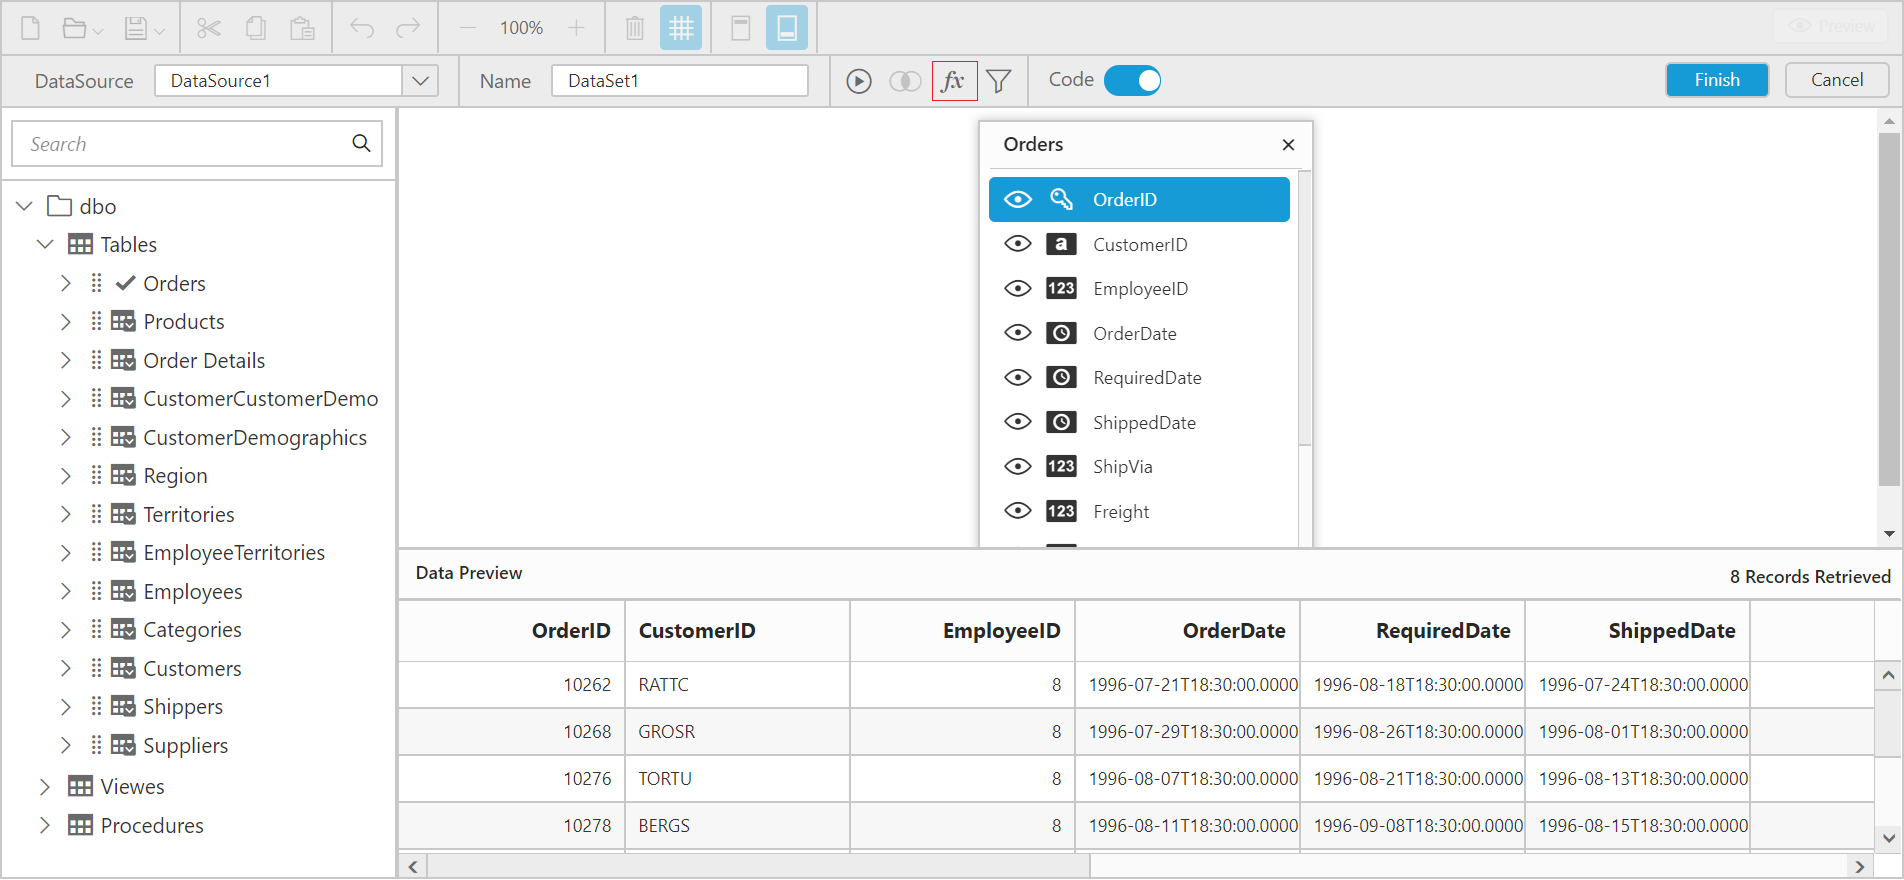 100%
Preview
DataSource
DataSource1
Name
DataSet1
fx
Code
Finish
Cancel
Search
dbo
Tables
Orders
Products
Order Details
CustomerCustomerDemo
CustomerDemographics
Region
Territories
EmployeeTerritories
Employees
Categories
Customers
Shippers
Suppliers
Viewes
Procedures
Orders
OrderID
a CustomerID
123 EmployeeID
OrderDate
RequiredDate
ShippedDate
123 ShipVia
123 Freight
Data Preview
8 Records Retrieved
OrderID CustomerID EmployeeID OrderDate RequiredDate ShippedDate
10262 RATTC 8 1996-07-21T18:30:00.0000 1996-08-18T18:30:00.0000 1996-07-24T18:30:00.0000
10268 GROSR 8 1996-07-29T18:30:00.0000 1996-08-26T18:30:00.0000 1996-08-01T18:30:00.0000
10276 TORTU 8 1996-08-07T18:30:00.0000 1996-08-21T18:30:00.0000 1996-08-13T18:30:00.0000
10278 BERGS 8 1996-08-11T18:30:00.0000 1996-09-08T18:30:00.0000 1996-08-15T18:30:00.0000